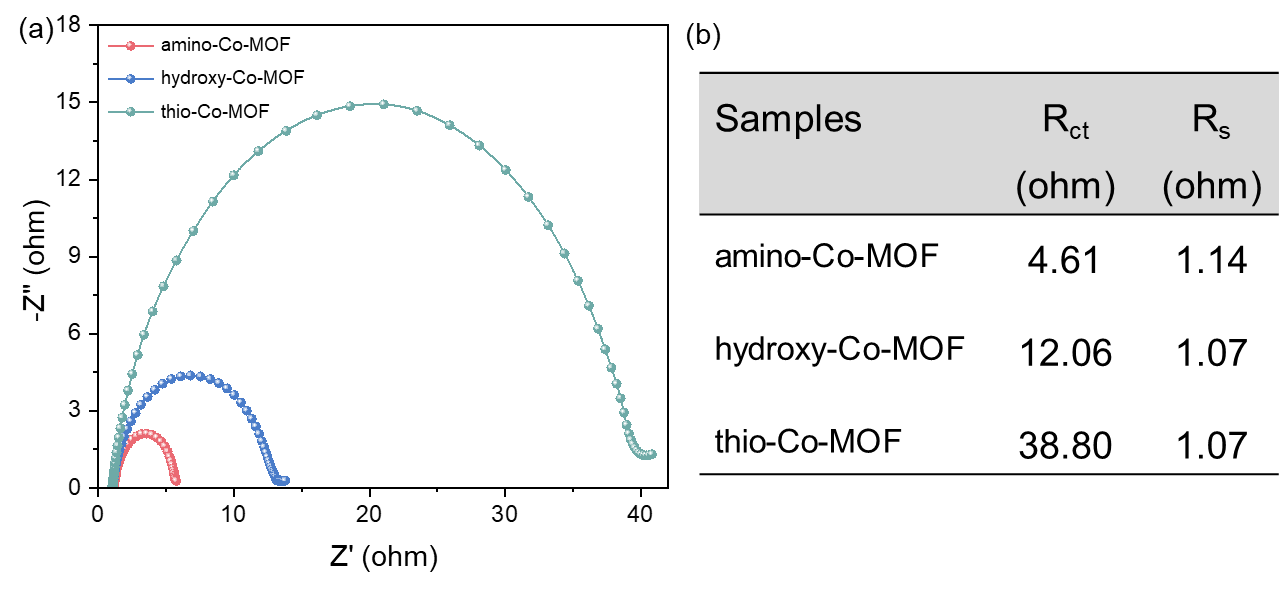 (a)
18
15
12
9
6
3
0
-Z" (ohm)
amino-Co-MOF
hydroxy-Co-MOF
thio-Co-MOF
0 10 20 30 40
Z' (ohm)
(b)
Samples Rct Rs
(ohm) (ohm)
amino-Co-MOF 4.61 1.14
hydroxy-Co-MOF 12.06 1.07
thio-Co-MOF 38.80 1.07